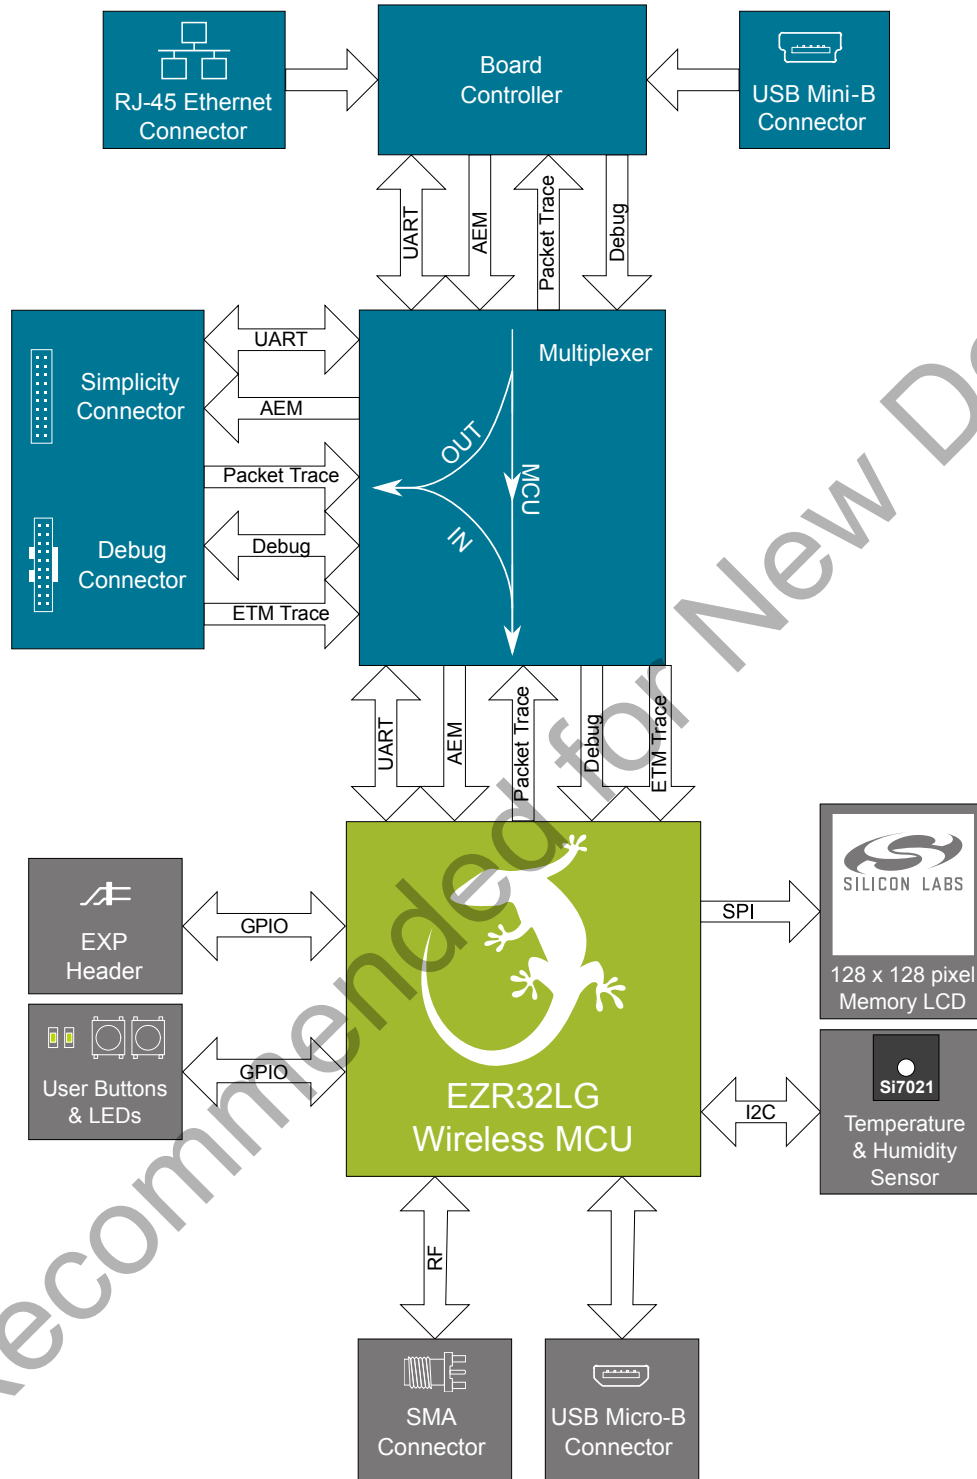 RJ-45 Ethernet
Connector
Board
Controller
USB Mini-B
Connector
UART
AEM
Packet Trace
Debug
Simplicity
Connector
Debug
Connector
UART
AEM
Packet Trace
Debug
ETM Trace
Multiplexer
OUT
MCU
IN
UART
AEM
Packet Trace
Debug
ETM Trace
EXP
Header
GPIO
User Buttons
& LEDs
GPIO
EZR32LG
Wireless MCU
SPI
SILICON LABS
128 x 128 pixel
Memory LCD
I2C
Si7021
Temperature
& Humidity
Sensor
RF
SMA
Connector
USB Micro-B
Connector
ecommended for New De